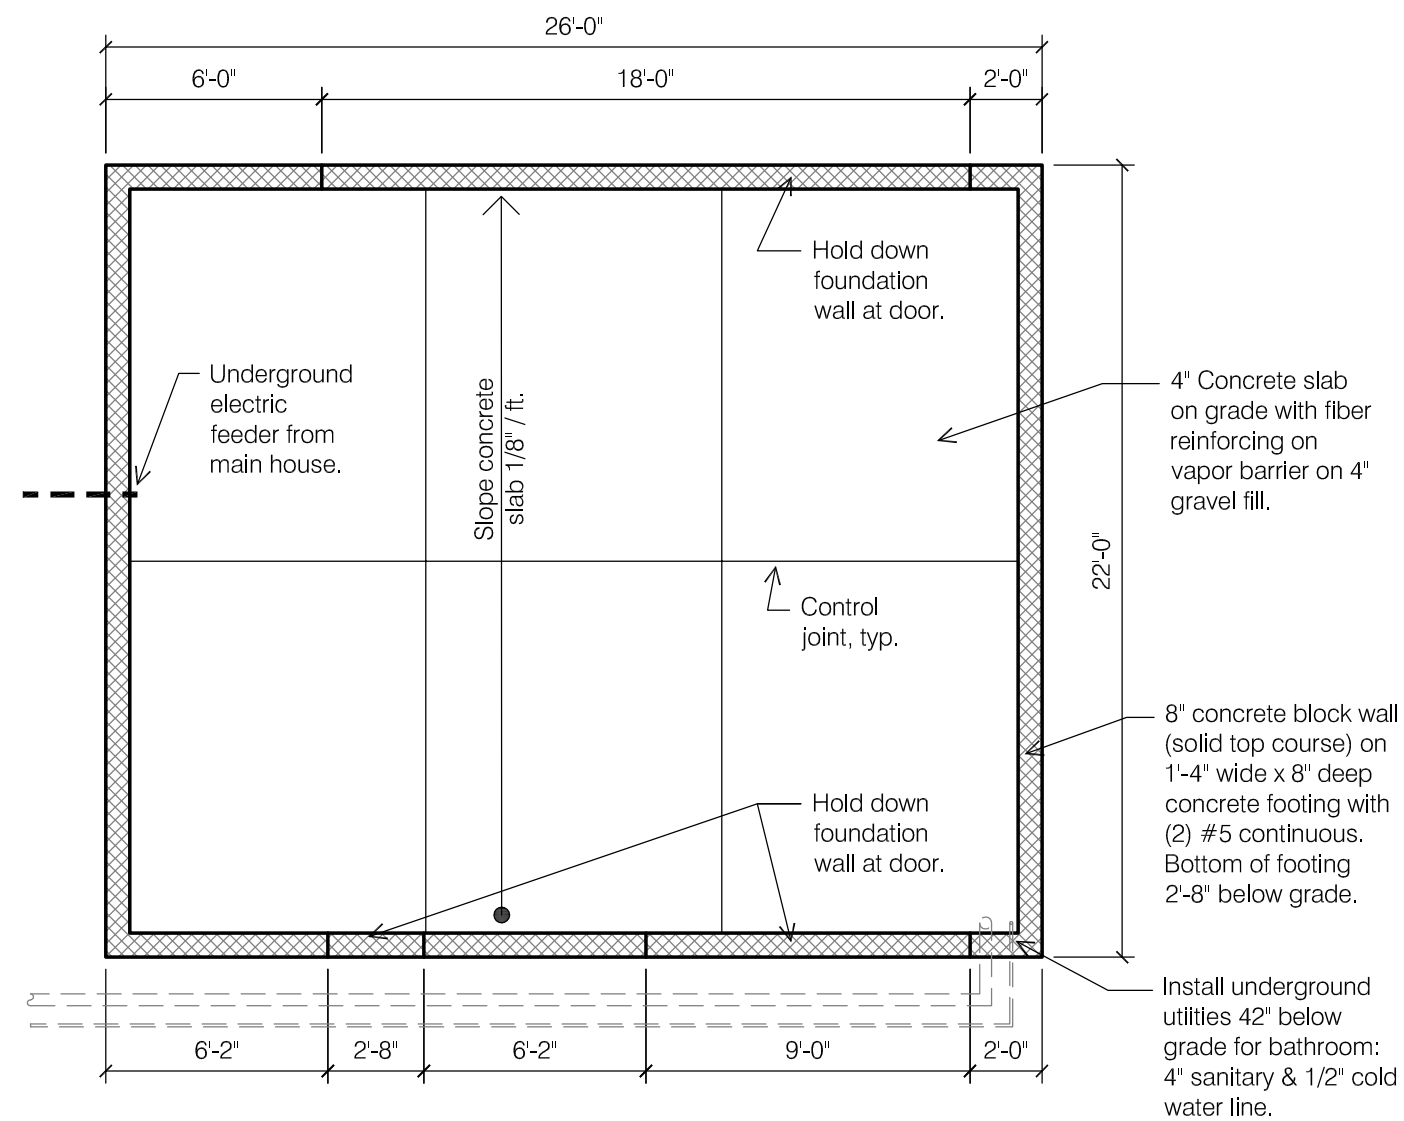 26'-0"
6'-0"
18'-0"
2'-0"
Hold down
foundation
wall at door.
Underground
electric
feeder from
main house.
Slope concrete
slab 1/8" / ft.
4" Concrete slab
on grade with fiber
reinforcing on
vapor barrier on 4"
gravel fill.
22'-0"
Control
joint, typ.
8" concrete block wall
(solid top course) on
1'-4" wide x 8" deep
concrete footing with
(2) #5 continuous.
Bottom of footing
2'-8" below grade.
Hold down
foundation
wall at door.
Install underground
utiities 42" below
grade for bathroom:
4" sanitary & 1/2" cold
water line.
6'-2"
2'-8"
6'-2"
9'-0"
2'-0"